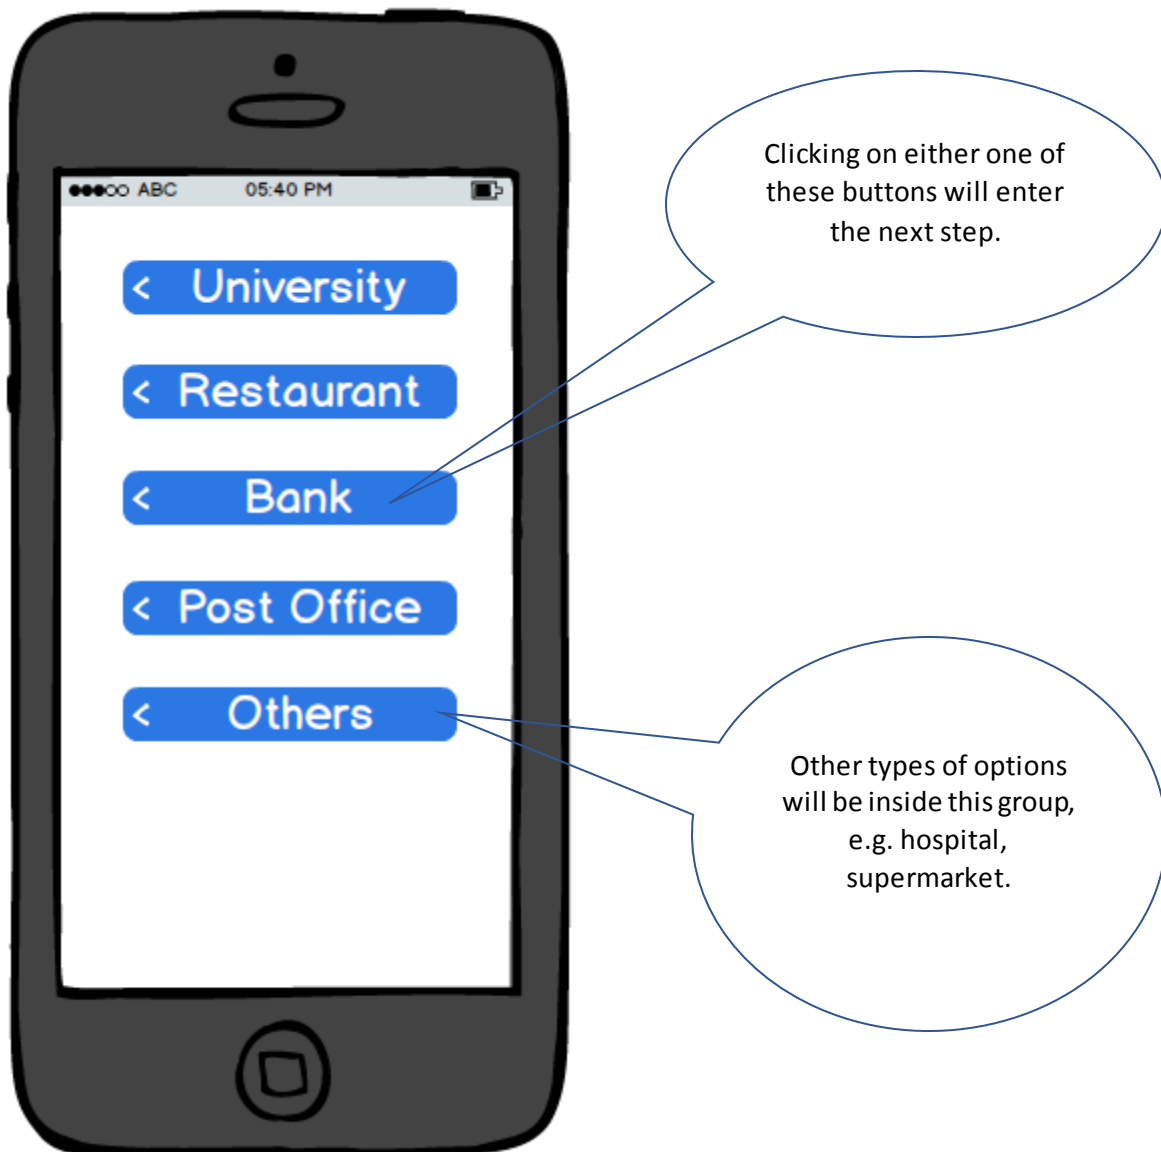 ABC 05:40 PM
< University
< Restaurant
< Bank
< Post Office
< Others
Clicking on either one of
these buttons will enter
the next step.
Other types of options
will be inside this group,
e.g. hospital,
supermarket.